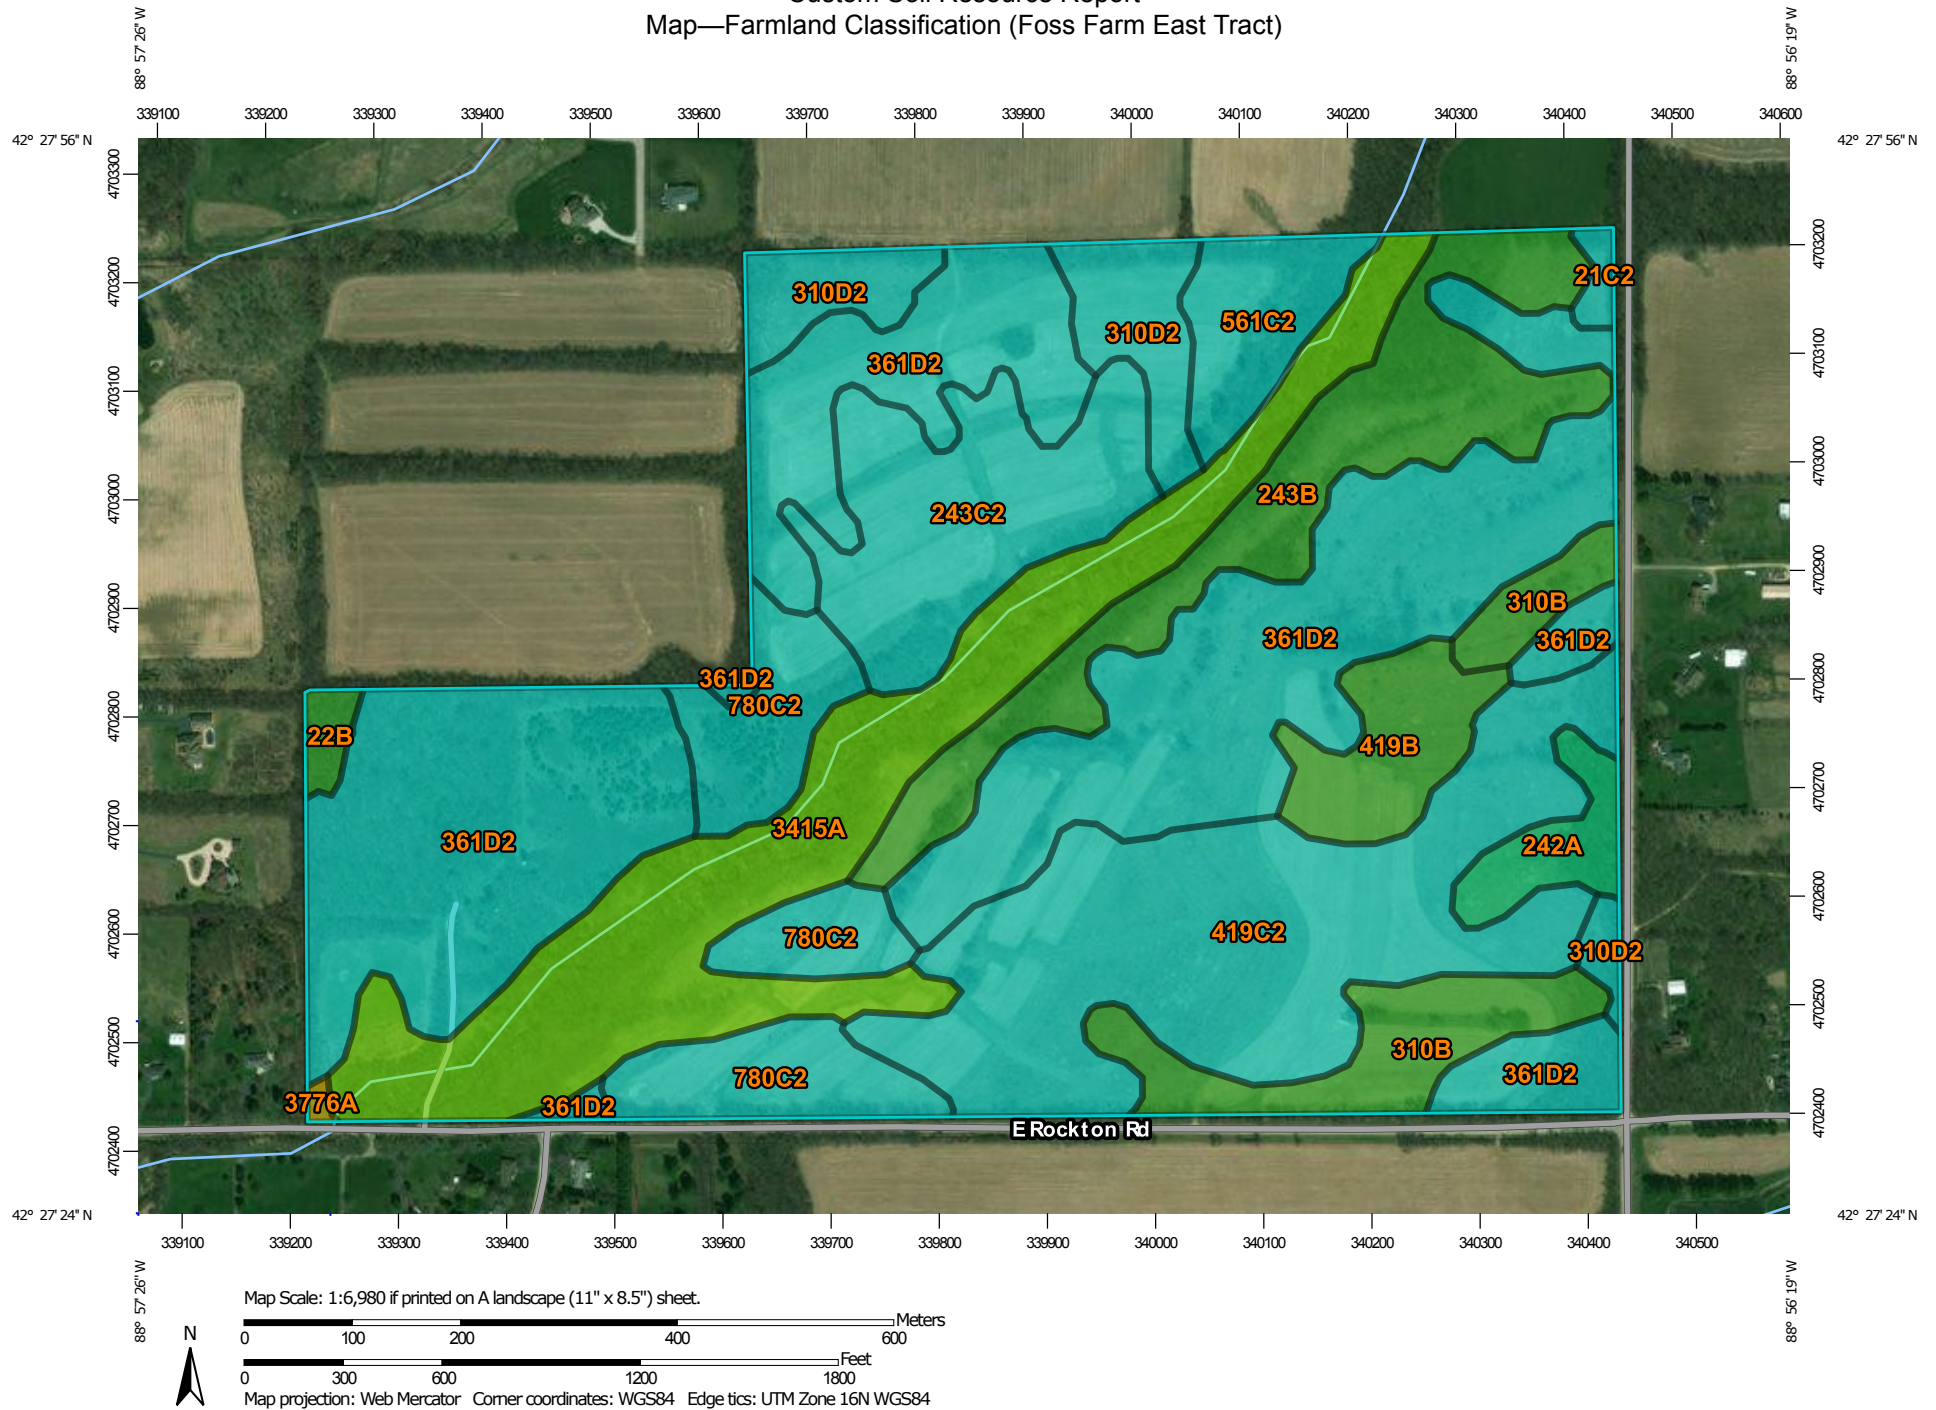 Custom Soil Resource Report
Map—Farmland Classification (Foss Farm East Tract)
88° 57' 26" W
88° 56' 19" W
339100 339200 339300 339400 339500 339600 339700 339800 339900 340000 340100 340200 340300 340400 340500 340600
42° 27' 56" N
42° 27' 56" N
4703300
4703200
4703100
4703000
4702900
4702800
4702700
4702600
4702500
4702400
4703200
4703100
4703000
4702900
4702800
4702700
4702600
4702500
4702400
310D2
21C2
561C2
310D2
361D2
243B
243C2
310B
361D2
361D2
361D2
780C2
22B
419B
3415A
361D2
242A
419C2
780C2
310D2
310B
361D2
780C2
3776A
361D2
E Rockton Rd
42° 27' 24" N
42° 27' 24" N
339100 339200 339300 339400 339500 339600 339700 339800 339900 340000 340100 340200 340300 340400 340500
88° 57' 26" W
88° 56' 19" W
Map Scale: 1:6,980 if printed on A landscape (11" x 8.5") sheet.
Meters
0 100 200 400 600
Feet
0 300 600 1200 1800
N
Map projection: Web Mercator Corner coordinates: WGS84 Edge tics: UTM Zone 16N WGS84